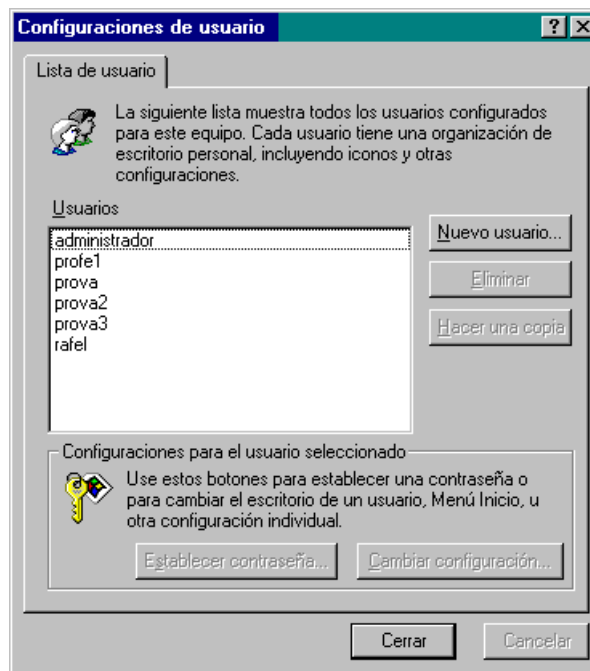 Configuraciones de usuario
Lista de usuario
La siguiente lista muestra todos los usuarios configurados
para este equipo. Cada usuario tiene una organización de
escritorio personal, incluyendo iconos y otras
configuraciones.
Usuarios
administrador
profe1
prova
prova2
prova3
rafel
Nuevo usuario...
Eliminar
Hacer una copia
Configuraciones para el usuario seleccionado
Use estos botones para establecer una contraseña o
para cambiar el escritorio de un usuario, Menú Inicio, u
otra configuración individual.
Establecer contraseña...
Cambiar configuración...
Cerrar
Cancelar